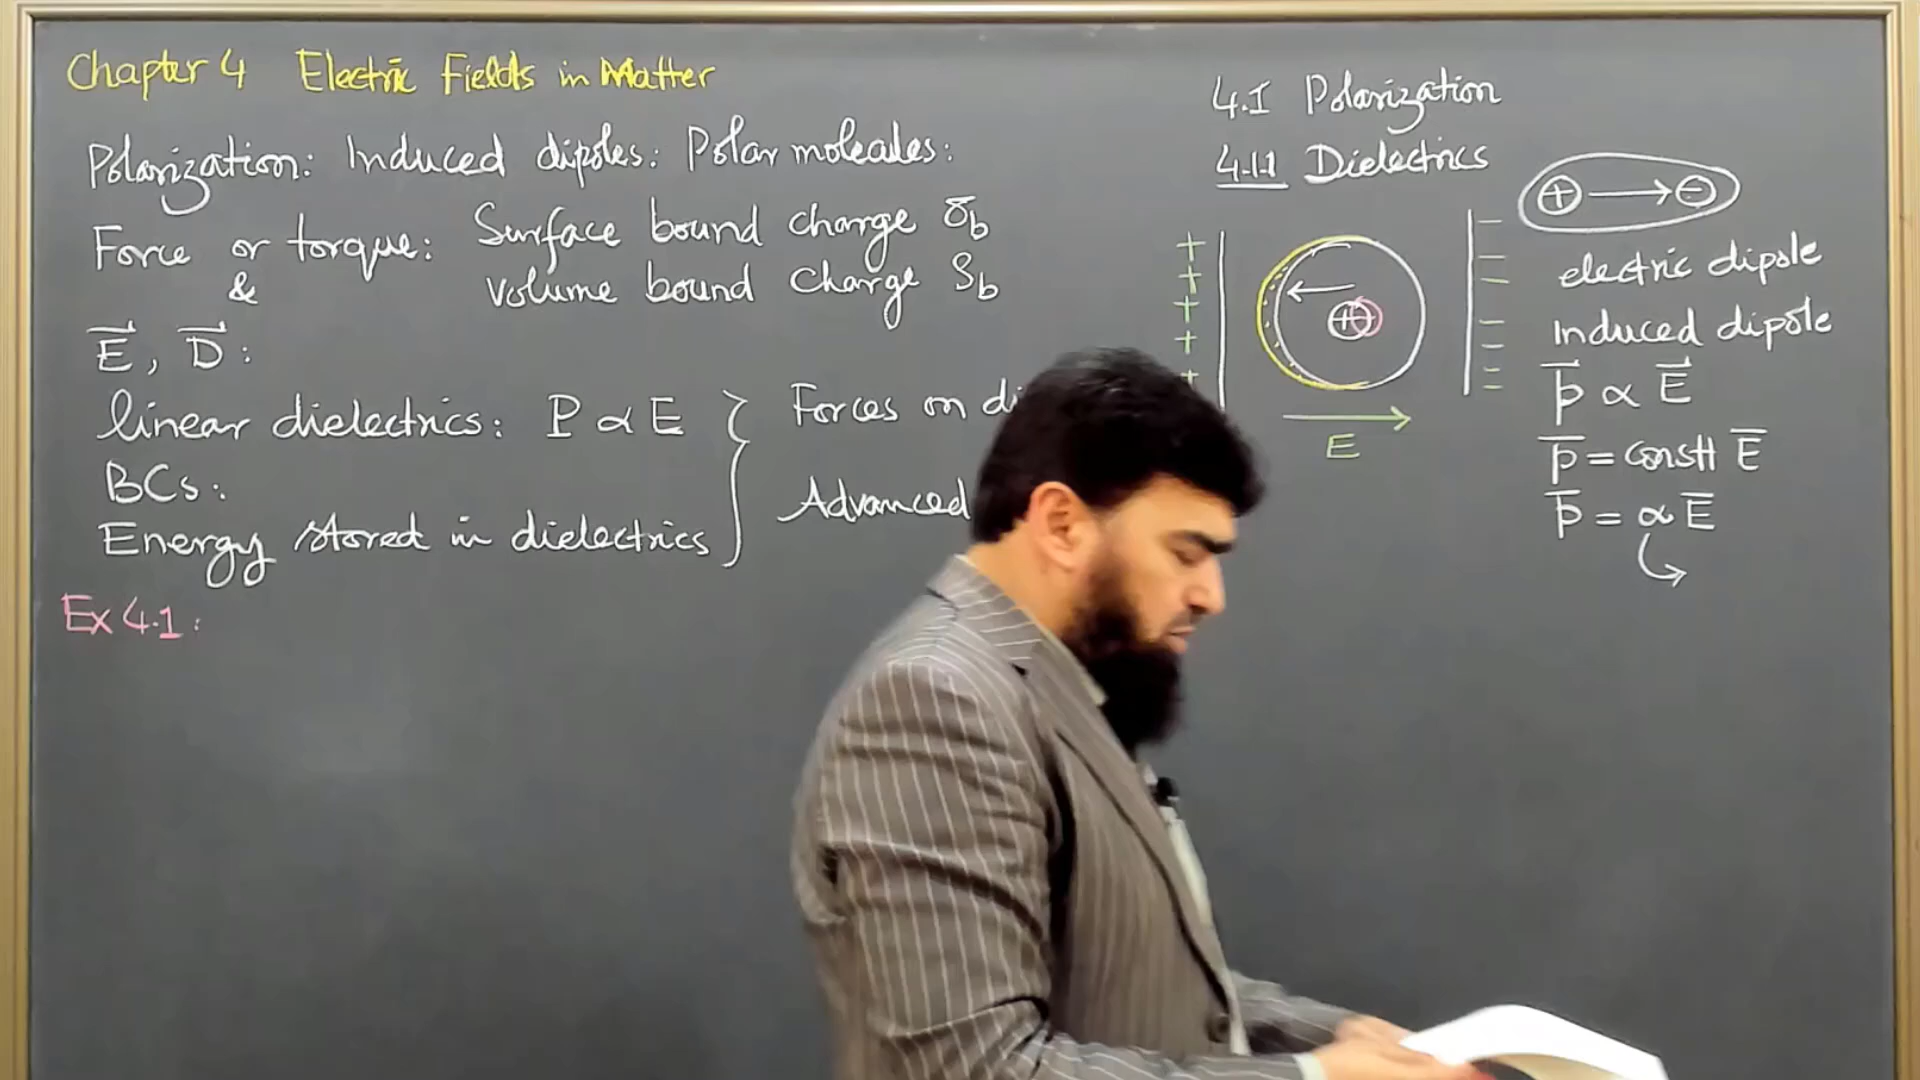 Chapter 4 Electric Fields in Matter
Polarization: Induced dipoles: Polar molecules:
Force or torque: Surface bound charge σb
& volume bound charge ρb
E, D:
linear dielectrics: P ∝ E } Forces on
BCs:
Advanced
Energy stored in dielectrics
Ex 4.1:
4.1 Polarization
4.1.1 Dielectrics
+ → -
+ + + + +
+ -
- - - - - -
E
electric dipole
induced dipole
p ∝ E
p = constt E
p = α E